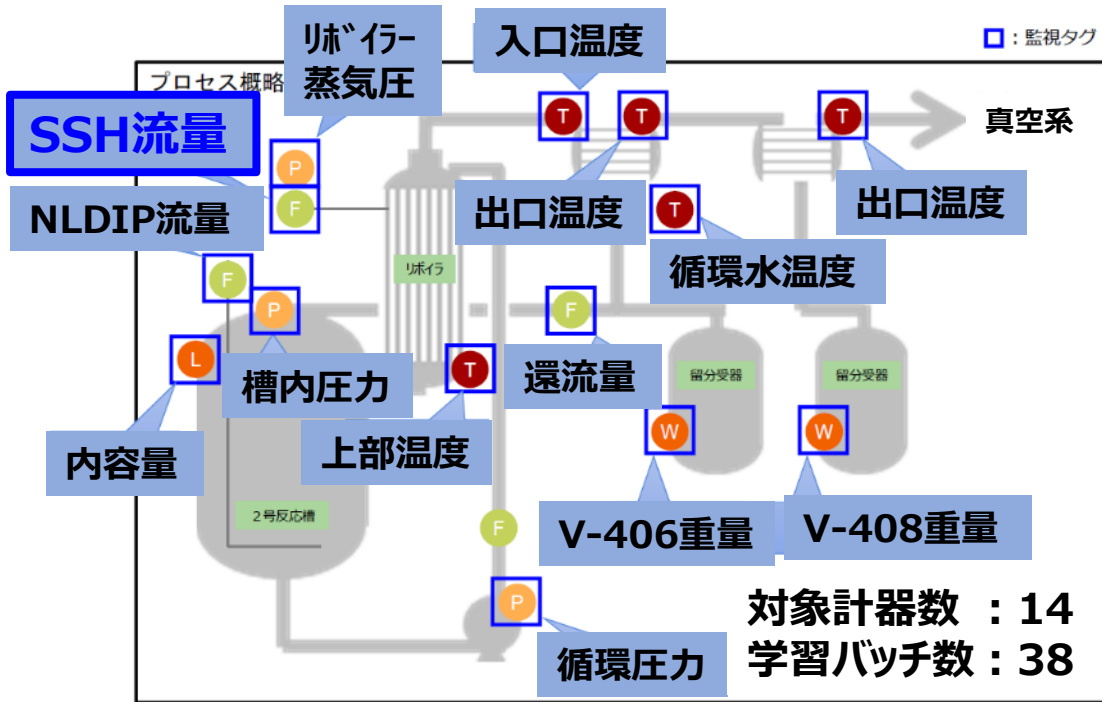 □：監視タグ
プロセス概略
ﾘﾎﾞｲﾗｰ
蒸気圧
入口温度
SSH流量
真空系
P
T
T
T
F
NLDIP流量
出口温度
T
出口温度
循環水温度
リボイラ
F
P
F
L
槽内圧力
T
還流量
留分受器
留分受器
内容量
上部温度
W
W
２号反応槽
F
V-406重量
V-408重量
P
循環圧力
対象計器数 ：14
学習バッチ数：38